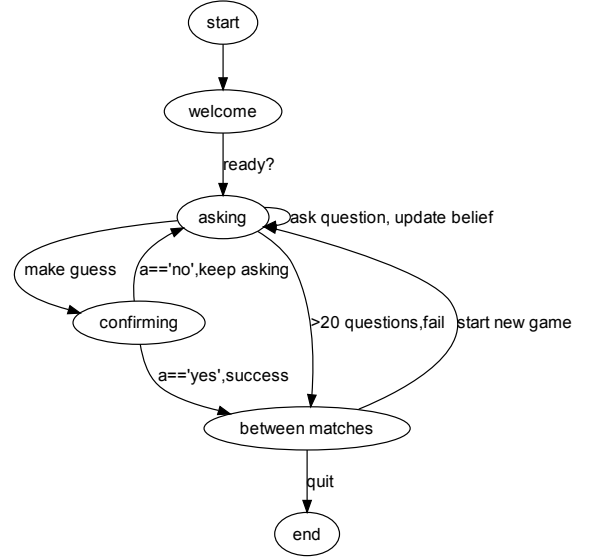 start
welcome
ready?
asking
ask question, update belief
make guess
a=='no',keep asking
confirming
>20 questions,fail
start new game
a=='yes',success
between matches
quit
end